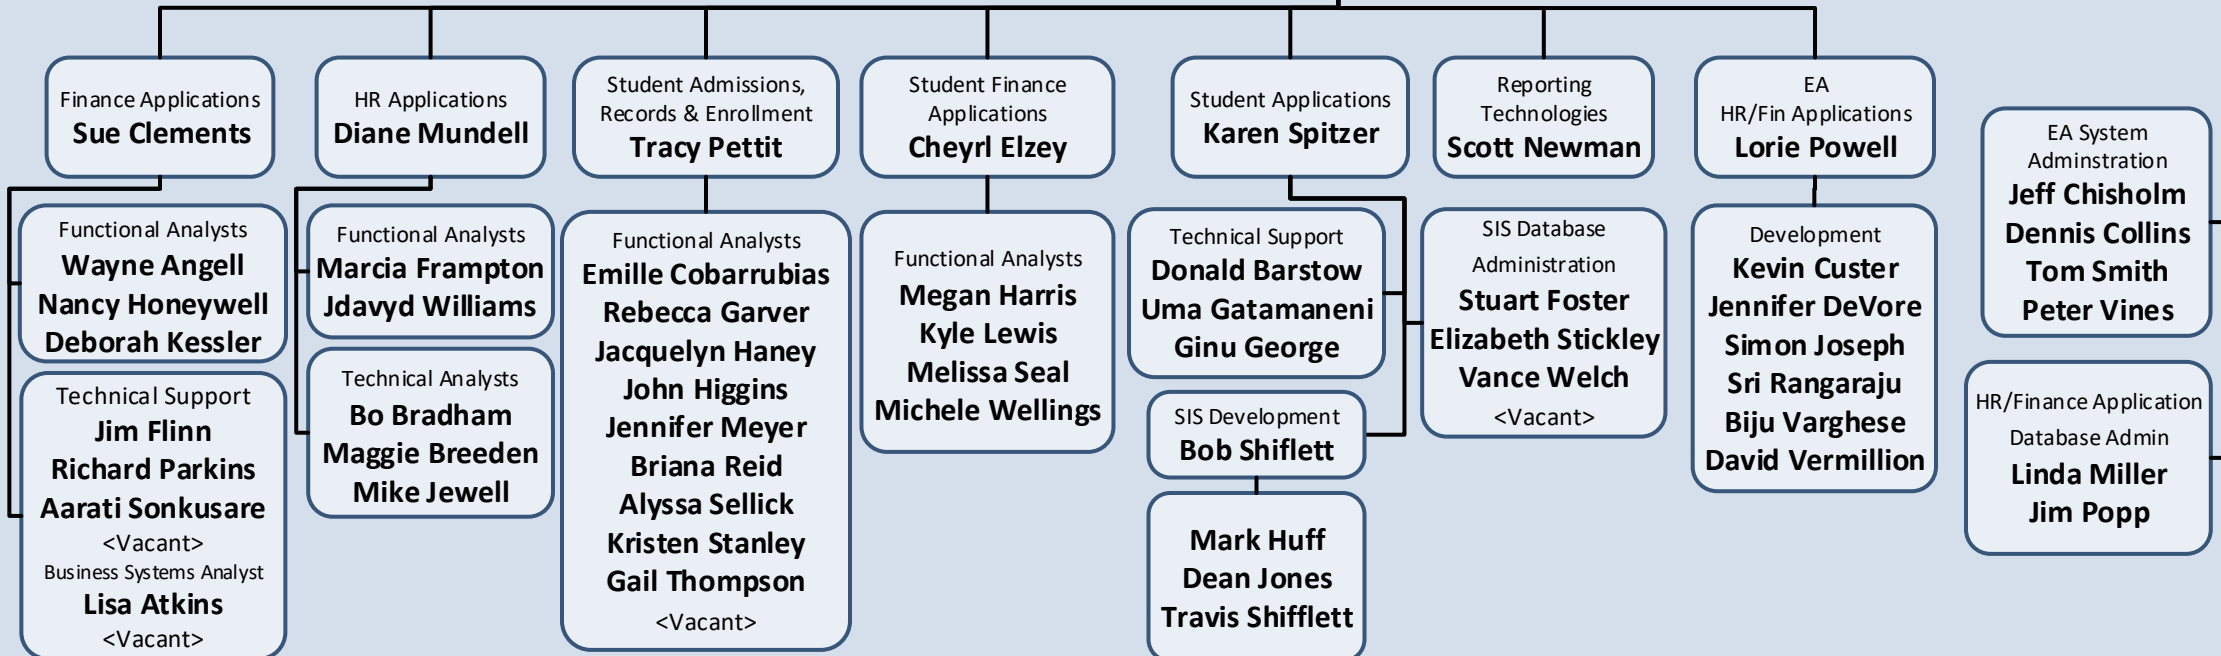 Finance Applications
Sue Clements
HR Applications
Diane Mundell
Student Admissions,
Records & Enrollment
Tracy Pettit
Student Finance
Applications
Cheyrl Elzey
Student Applications
Karen Spitzer
Reporting
Technologies
Scott Newman
EA
HR/Fin Applications
Lorie Powell
EA System
Adminstration
Jeff Chisholm
Dennis Collins
Tom Smith
Peter Vines
Functional Analysts
Wayne Angell
Nancy Honeywell
Deborah Kessler
Technical Support
Jim Flinn
Richard Parkins
Aarati Sonkusare
<Vacant>
Business Systems Analyst
Lisa Atkins
<Vacant>
Functional Analysts
Marcia Frampton
Jdavyd Williams
Technical Analysts
Bo Bradham
Maggie Breeden
Mike Jewell
Functional Analysts
Emille Cobarrubias
Rebecca Garver
Jacquelyn Haney
John Higgins
Jennifer Meyer
Briana Reid
Alyssa Sellick
Kristen Stanley
Gail Thompson
<Vacant>
Functional Analysts
Megan Harris
Kyle Lewis
Melissa Seal
Michele Wellings
Technical Support
Donald Barstow
Uma Gatamaneni
Ginu George
SIS Development
Bob Shiflett
Mark Huff
Dean Jones
Travis Shifflett
SIS Database
Administration
Stuart Foster
Elizabeth Stickley
Vance Welch
<Vacant>
Development
Kevin Custer
Jennifer DeVore
Simon Joseph
Sri Rangaraju
Biju Varghese
David Vermillion
HR/Finance Application
Database Admin
Linda Miller
Jim Popp